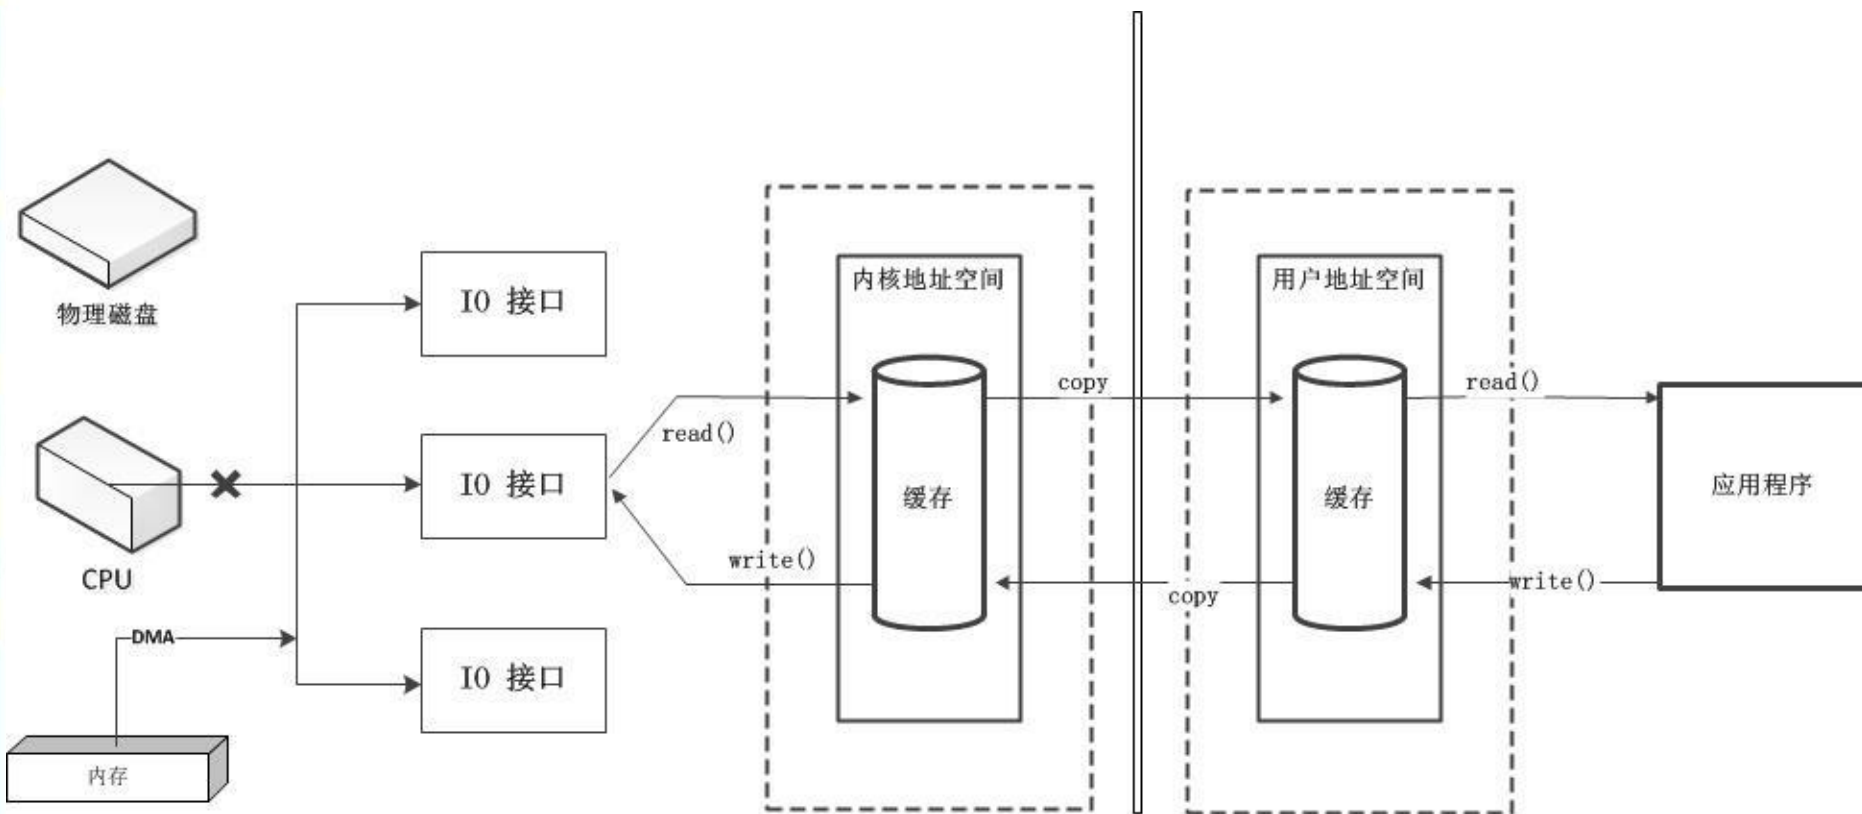 物理磁盘
CPU
DMA
内存
IO 接口
IO 接口
IO 接口
read()
write()
内核地址空间
缓存
copy
copy
用户地址空间
缓存
read()
write()
应用程序